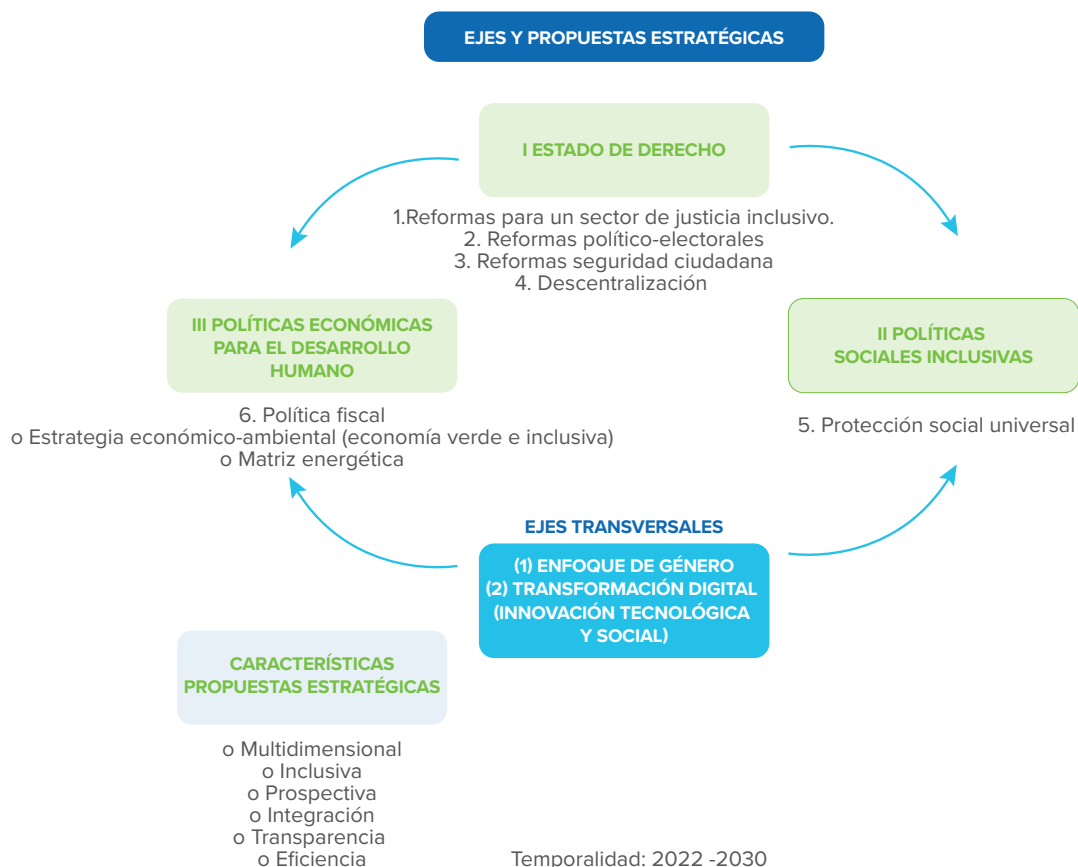 EJES Y PROPUESTAS ESTRATÉGICAS
I ESTADO DE DERECHO
1.Reformas para un sector de justicia inclusivo.
2. Reformas político-electorales
3. Reformas seguridad ciudadana
4. Descentralización
III POLÍTICAS ECONÓMICAS
PARA EL DESARROLLO
HUMANO
6. Política fiscal
o Estrategia económico-ambiental (economía verde e inclusiva)
o Matriz energética
II POLÍTICAS
SOCIALES INCLUSIVAS
5. Protección social universal
EJES TRANSVERSALES
(1) ENFOQUE DE GÉNERO
(2) TRANSFORMACIÓN DIGITAL
(INNOVACIÓN TECNOLÓGICA
Y SOCIAL)
CARACTERÍSTICAS
PROPUESTAS ESTRATÉGICAS
o Multidimensional
o Inclusiva
o Prospectiva
o Integración
o Transparencia
o Eficiencia
Temporalidad: 2022 -2030